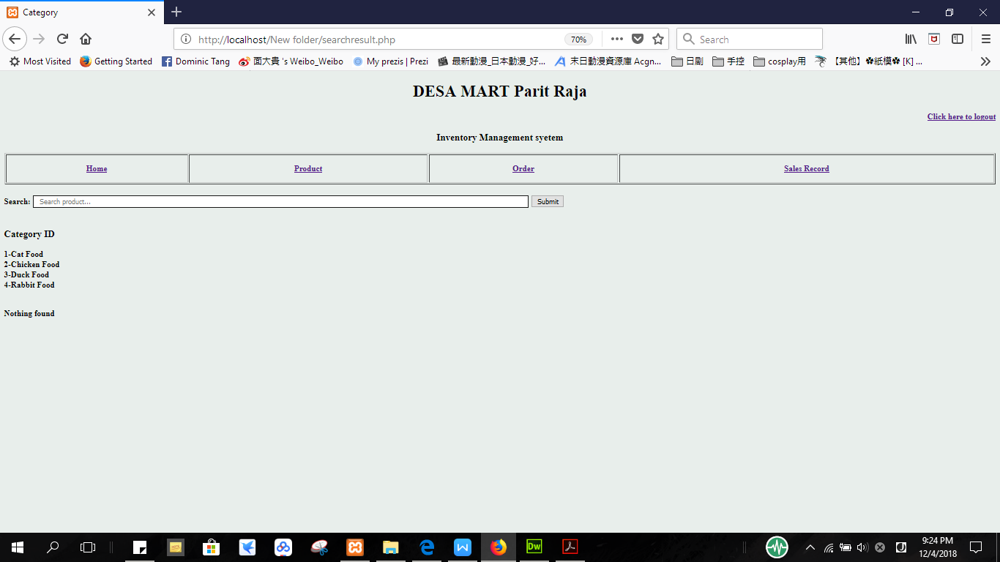 Category
http://localhost/New folder/searchresult.php 70% Search
Most Visited Getting Started Dominic Tang 面大貴 's Weibo_Weibo My prezis | Prezi 最新動漫_日本動漫_好... 末日動漫資源庫 Acgn... 日剧 手控 cosplay用 【其他】✿紙模✿ [K] ...
DESA MART Parit Raja
Click here to logout
Inventory Management syetem
Home Product Order Sales Record
Search: Search product... Submit
Category ID
1-Cat Food
2-Chicken Food
3-Duck Food
4-Rabbit Food
Nothing found
Dw
9:24 PM
12/4/2018